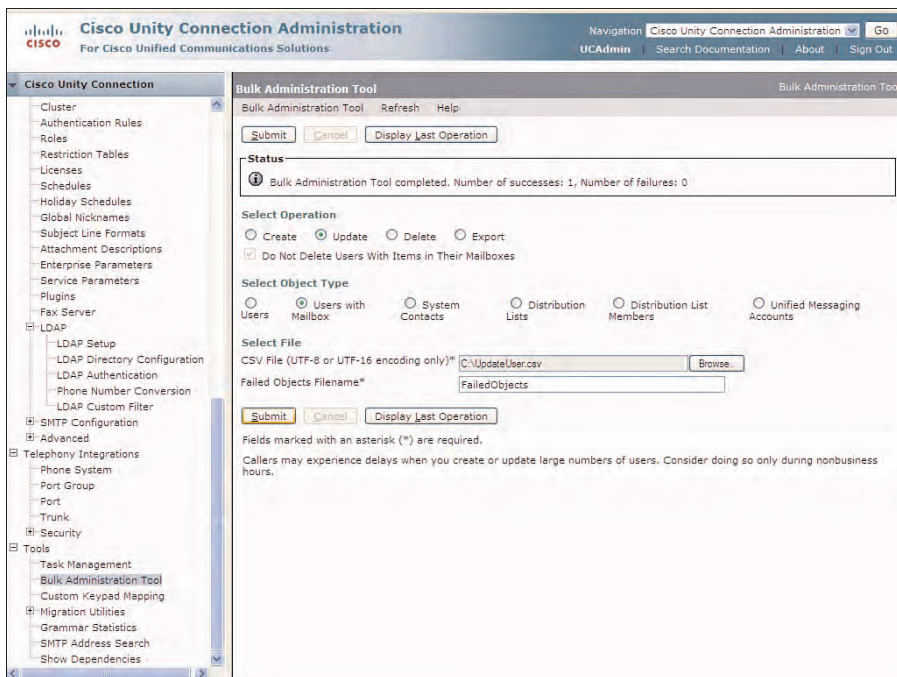 cisco
Cisco Unity Connection Administration
For Cisco Unified Communications Solutions
Navigation Cisco Unity Connection Administration Go
UCAdmin Search Documentation About Sign Out
Cisco Unity Connection
Cluster
Authentication Rules
Roles
Restriction Tables
Licenses
Schedules
Holiday Schedules
Global Nicknames
Subject Line Formats
Attachment Descriptions
Enterprise Parameters
Service Parameters
Plugins
Fax Server
LDAP
LDAP Setup
LDAP Directory Configuration
LDAP Authentication
Phone Number Conversion
LDAP Custom Filter
SMTP Configuration
Advanced
Telephony Integrations
Phone System
Port Group
Port
Trunk
Security
Tools
Task Management
Bulk Administration Tool
Custom Keypad Mapping
Migration Utilities
Grammar Statistics
SMTP Address Search
Show Dependencies
Bulk Administration Tool Bulk Administration Too
Bulk Administration Tool Refresh Help
Submit Cancel Display Last Operation
Status
Bulk Administration Tool completed. Number of successes: 1, Number of failures: 0
Select Operation
Create Update Delete Export
Do Not Delete Users With Items in Their Mailboxes
Select Object Type
Users
Users with Mailbox
System Contacts
Distribution Lists
Distribution List Members
Unified Messaging Accounts
Select File
CSV File (UTF-8 or UTF-16 encoding only)* C:\UpdateUser.csv Browse..
Failed Objects Filename* FailedObjects
Submit Cancel Display Last Operation
Fields marked with an asterisk (*) are required.
Callers may experience delays when you create or update large numbers of users. Consider doing so only during nonbusiness
hours.